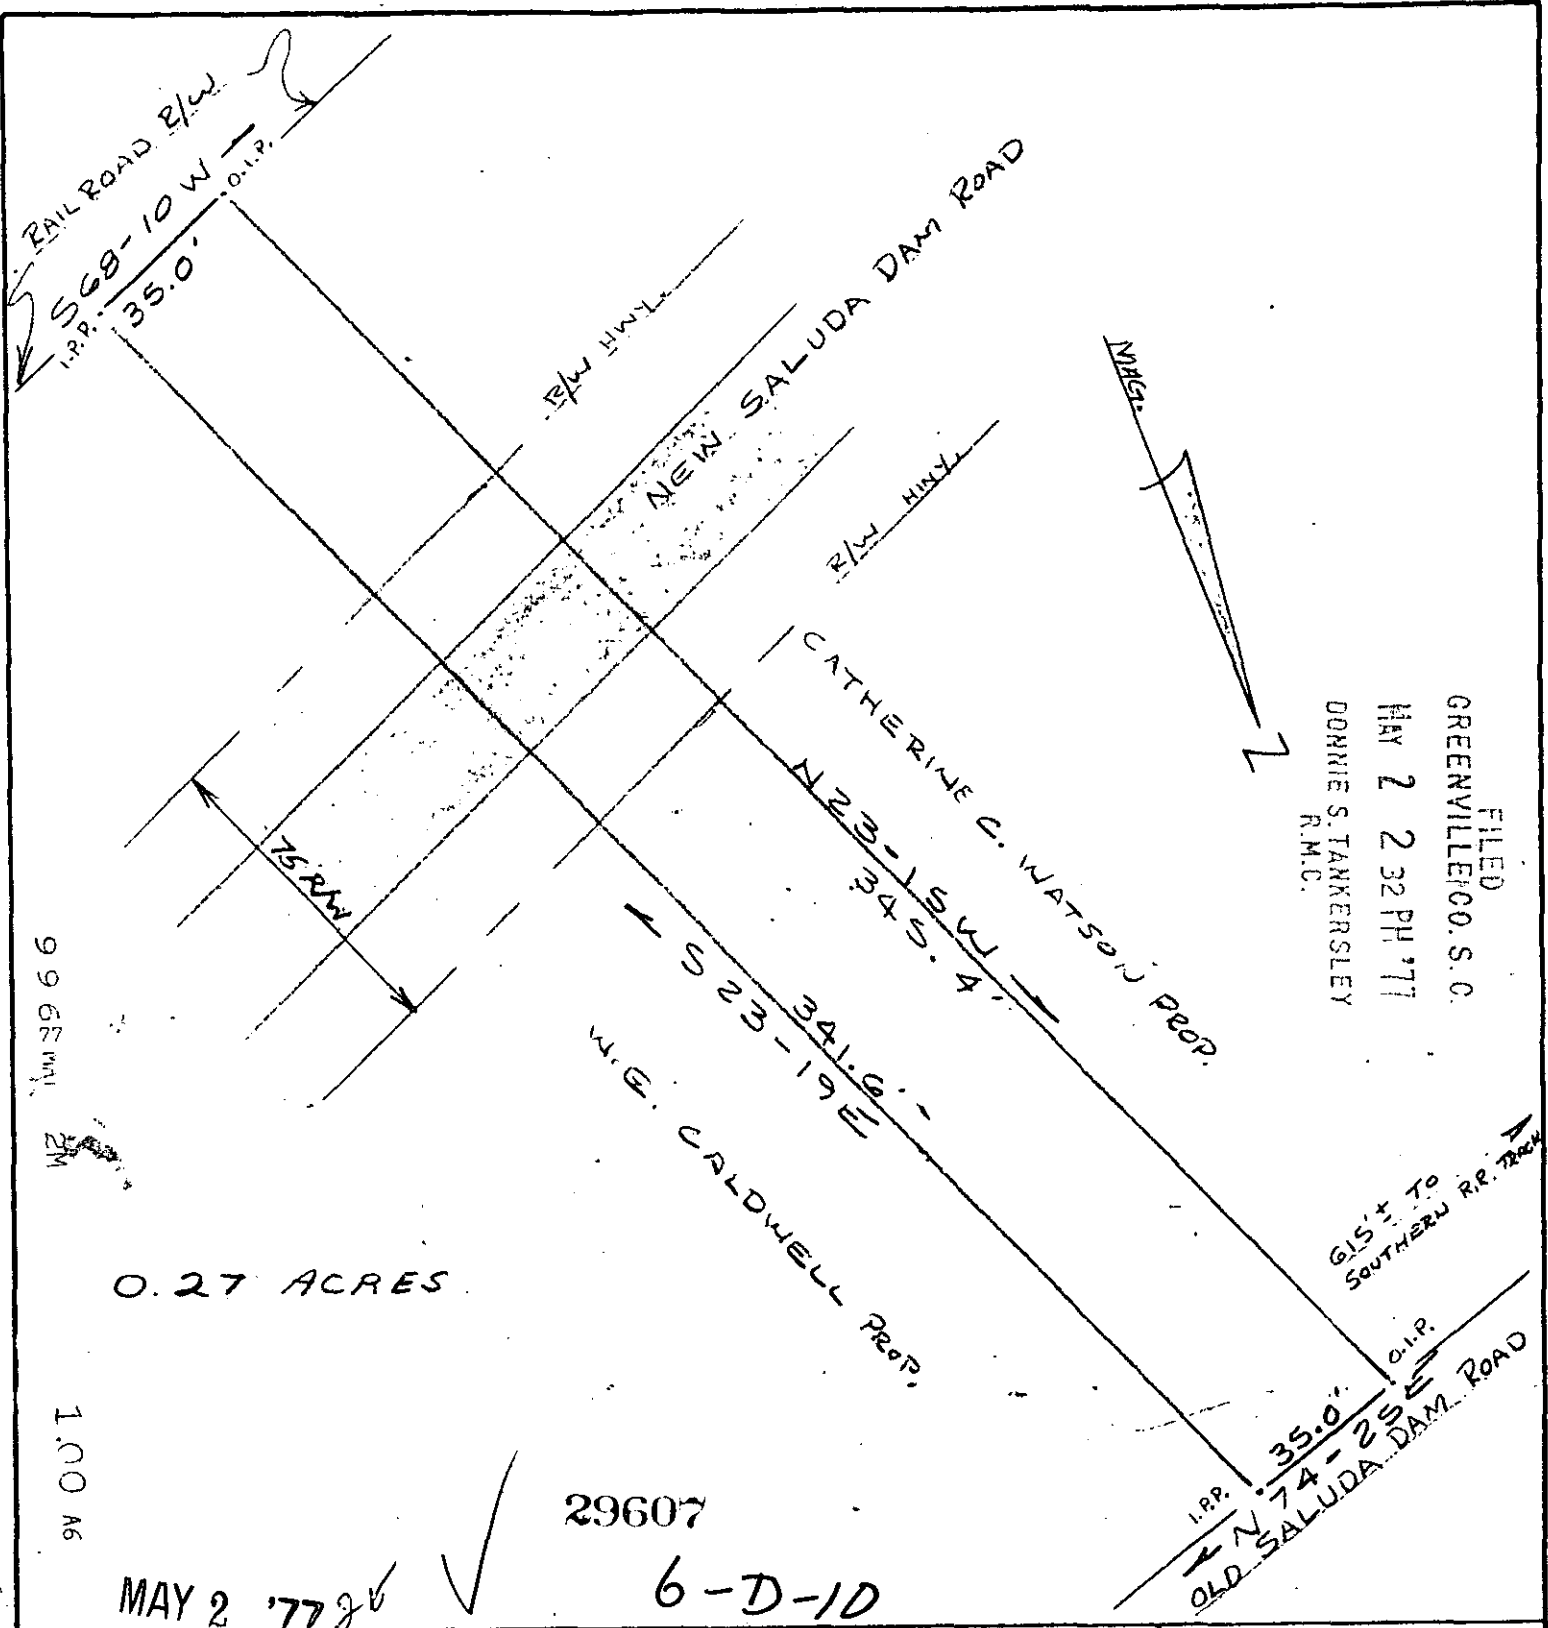 RAIL ROAD R/W
S 68-10 W
O.I.P.
35.0'
I.P.P.
R/W HWY.
NEW SALUDA DAM ROAD
R/W HWY.
MAG.
N
FILED
GREENVILLE CO. S. C.
MAY 2 2 32 PM '77
DONNIE S. TANKERSLEY
R.M.C.
CATHERINE C. WATSON PROP.
N 23-15 W
345.4'
75 R/W
341.6'
S 23-19 E
W. E. CALDWELL PROP.
615'± TO
SOUTHERN R.R. TRACK
O.I.P.
35.0'
N 74-25 E
I.P.P.
OLD SALUDA DAM ROAD
0.27 ACRES
1.00 AG
29607
MAY 2 '77
6-D-10